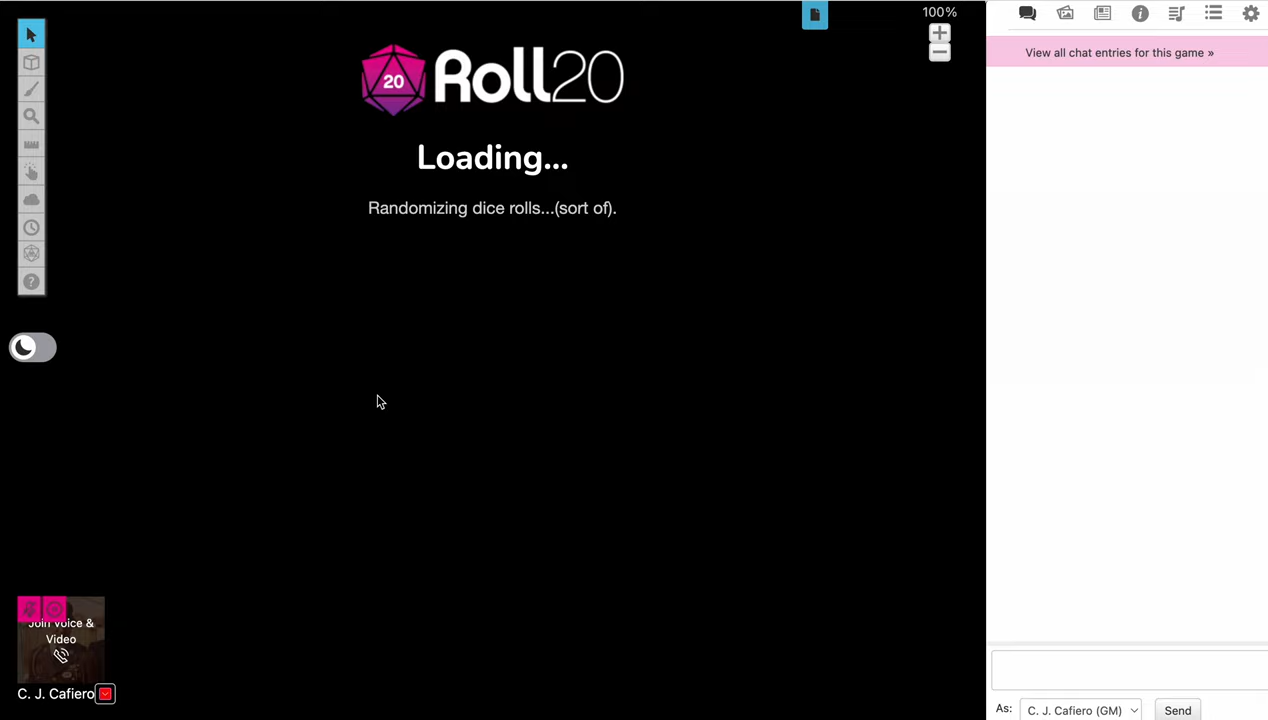 100%
20 Roll20
View all chat entries for this game »
Loading...
Randomizing dice rolls...(sort of).
Join Voice &
Video
C. J. Cafiero
As: C. J. Cafiero (GM) Send